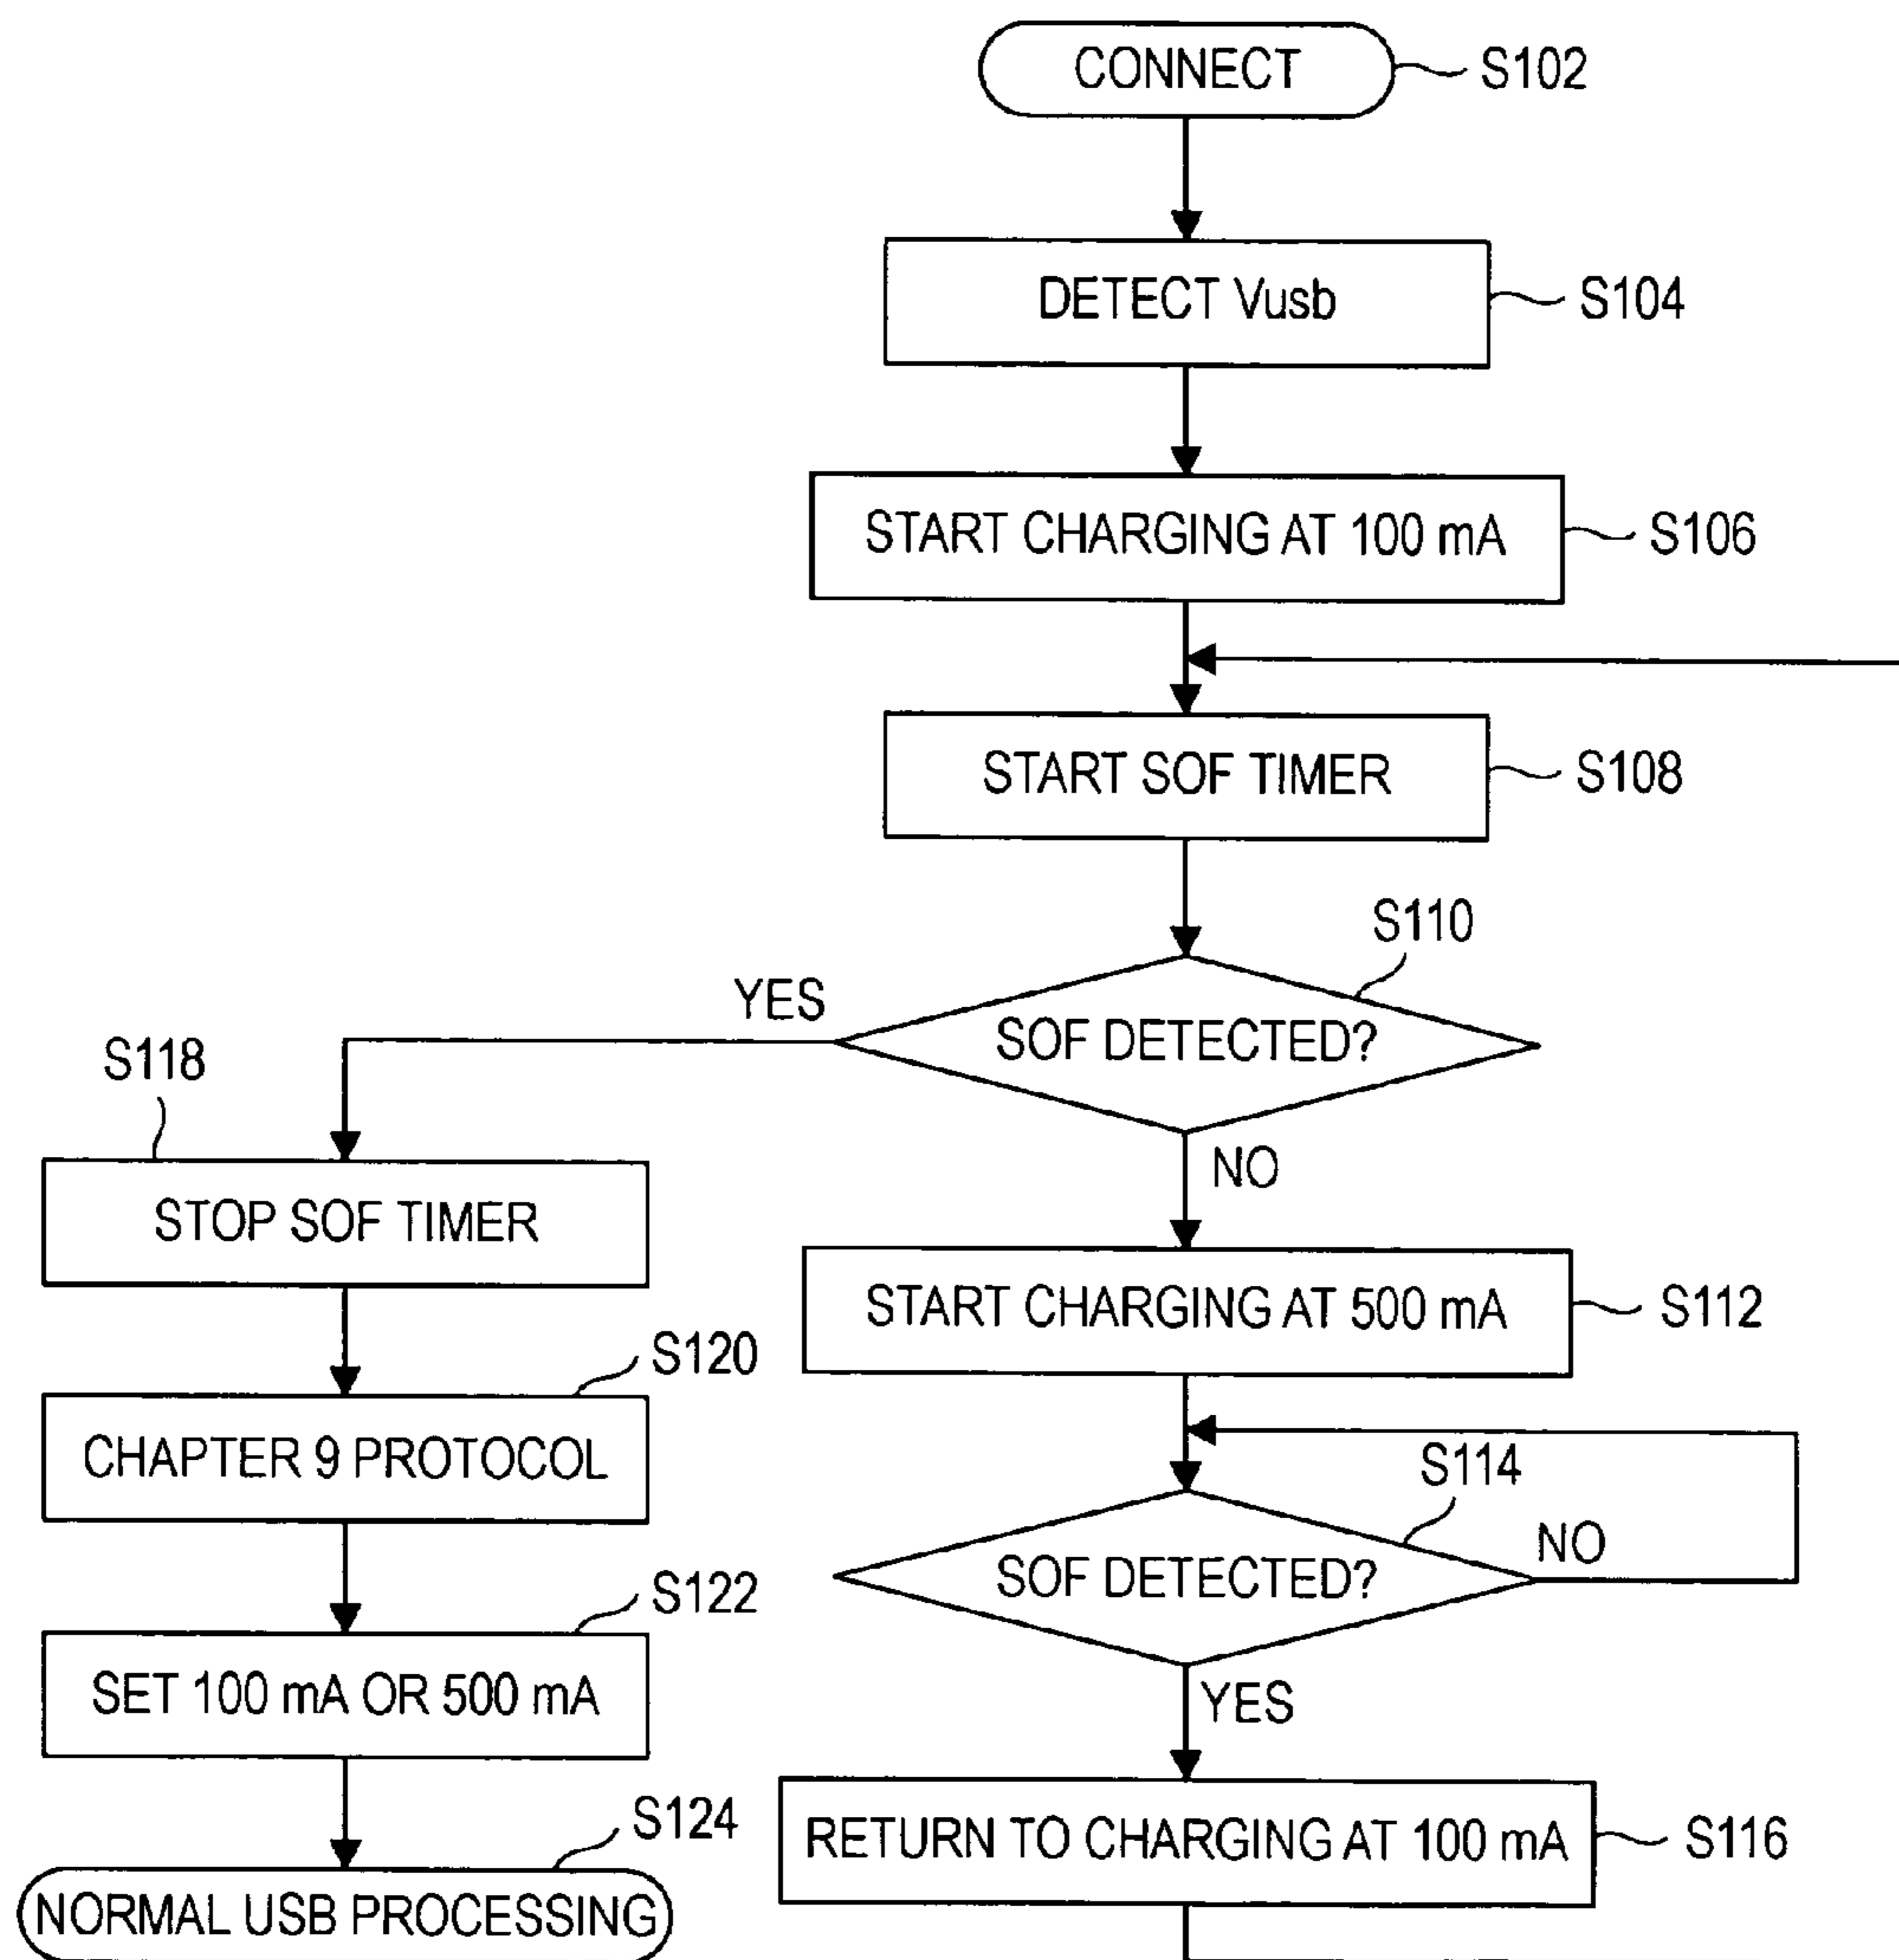 CONNECT
S102
DETECT Vusb
S104
START CHARGING AT 100 mA
S106
START SOF TIMER
S108
S110
SOF DETECTED?
YES
NO
S118
STOP SOF TIMER
START CHARGING AT 500 mA
S112
S120
CHAPTER 9 PROTOCOL
S114
SOF DETECTED?
NO
YES
S122
SET 100 mA OR 500 mA
RETURN TO CHARGING AT 100 mA
S116
S124
NORMAL USB PROCESSING